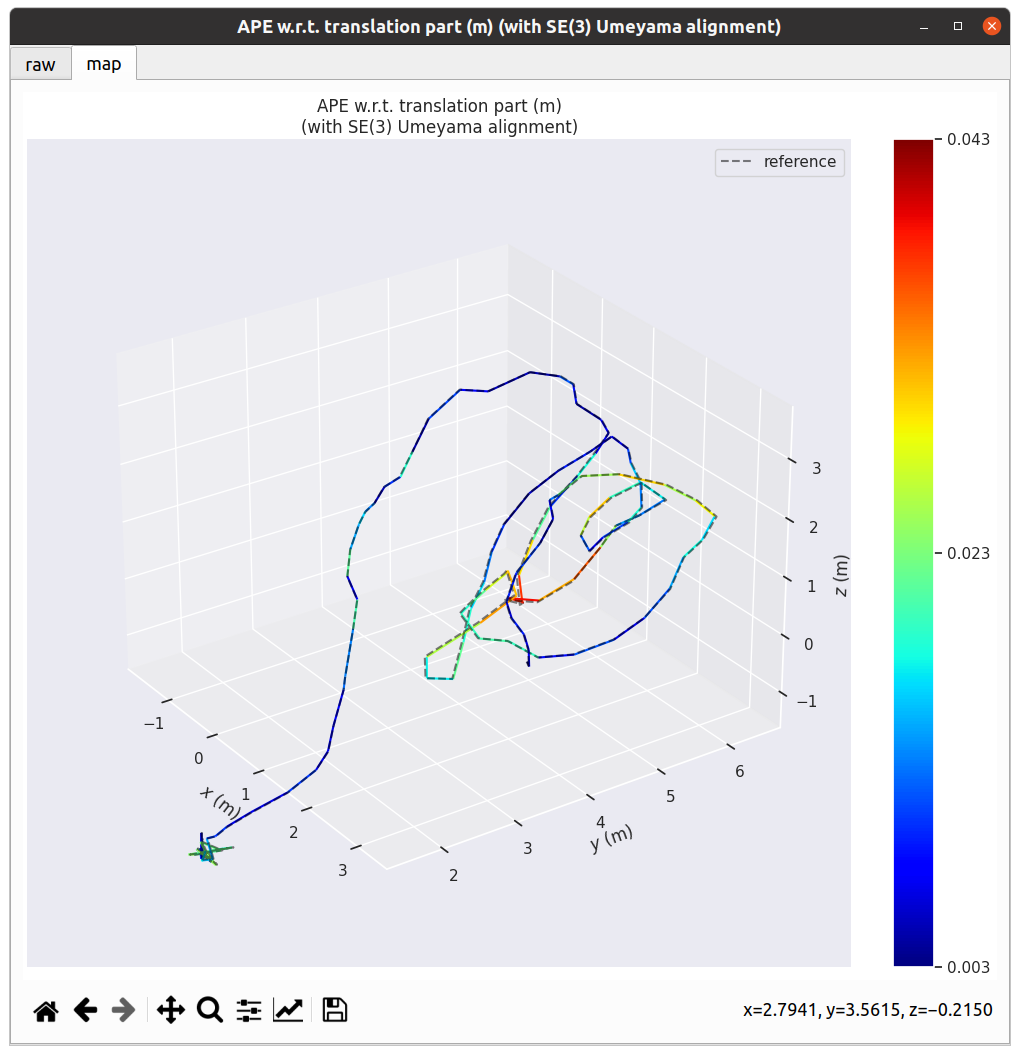 APE w.r.t. translation part (m) (with SE(3) Umeyama alignment)
raw
map
APE w.r.t. translation part (m)
(with SE(3) Umeyama alignment)
reference
0.043
0.023
0.003
3
2
1
0
−1
z (m)
−1
0
1
2
3
x (m)
2
3
4
5
6
y (m)
x=2.7941, y=3.5615, z=−0.2150